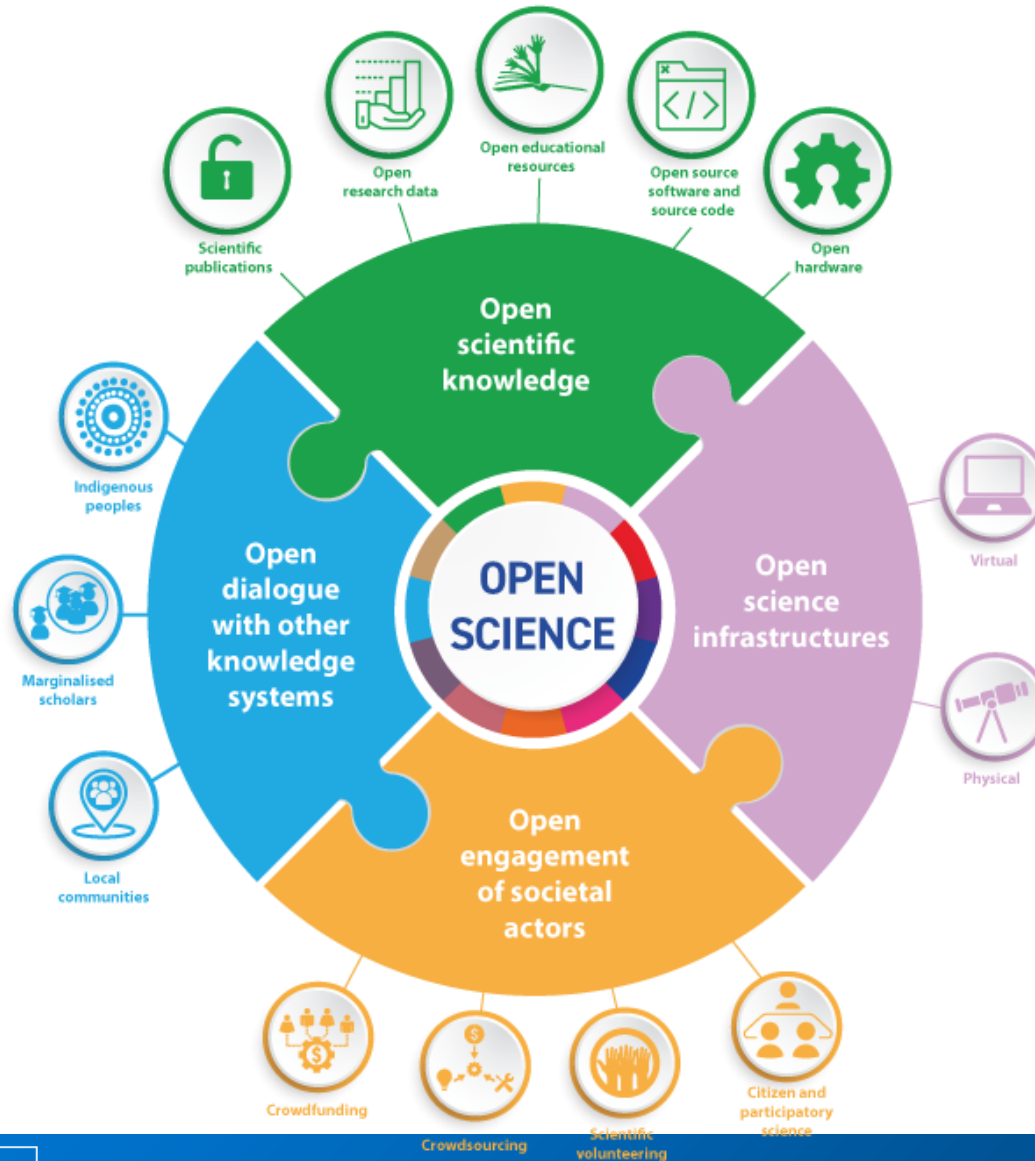 Open educational
resources
Open
research data
Open source
software and
source code
Scientific
publications
Open
hardware
Open
scientific
knowledge
Indigenous
peoples
Marginalised
scholars
Local
communities
Open
dialogue
with other
knowledge
systems
OPEN
SCIENCE
Open
science
infrastructures
Virtual
Physical
Open
engagement
of societal
actors
Crowdfunding
Crowdsourcing
Scientific
volunteering
Citizen and
participatory
science